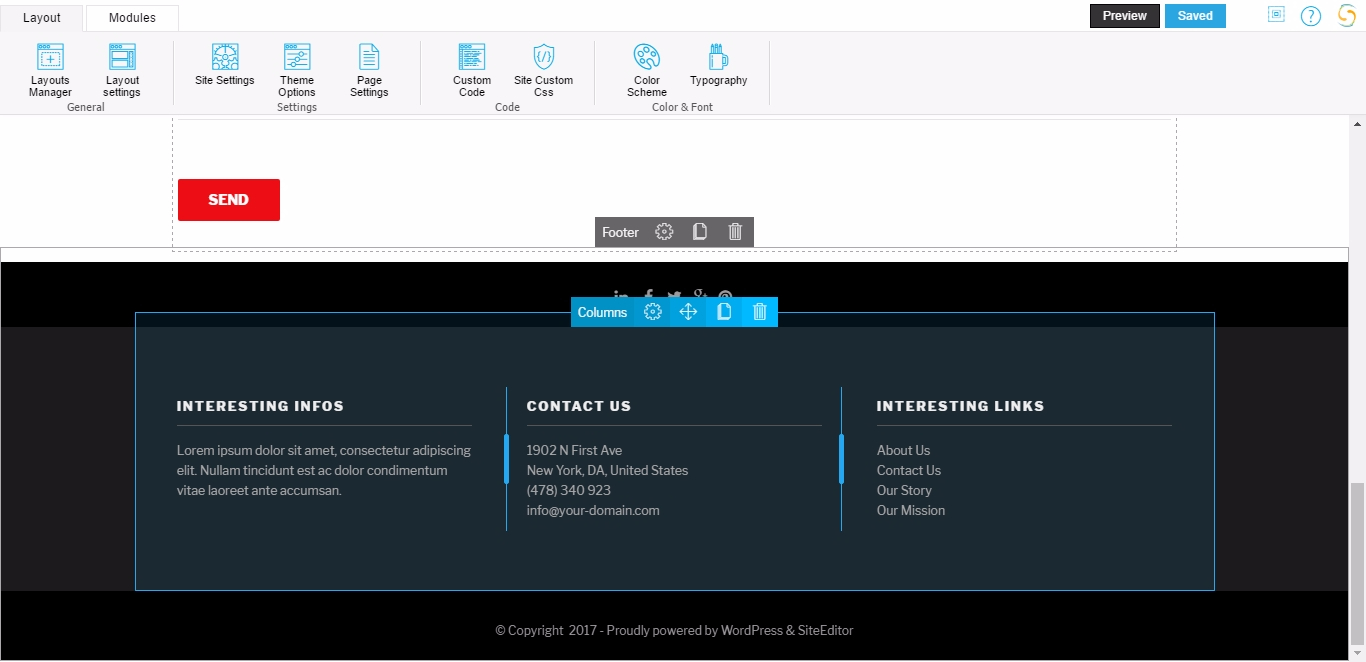 Layout Modules Preview Saved ?
Layouts Manager Layout settings Site Settings Theme Options Page Settings Custom Code Site Custom Css Color Scheme Typography
General Settings Code Color & Font
SEND
Footer
Columns
INTERESTING INFOS
Lorem ipsum dolor sit amet, consectetur adipiscing
elit. Nullam tincidunt est ac dolor condimentum
vitae laoreet ante accumsan.
CONTACT US
1902 N First Ave
New York, DA, United States
(478) 340 923
info@your-domain.com
INTERESTING LINKS
About Us
Contact Us
Our Story
Our Mission
© Copyright 2017 - Proudly powered by WordPress & SiteEditor